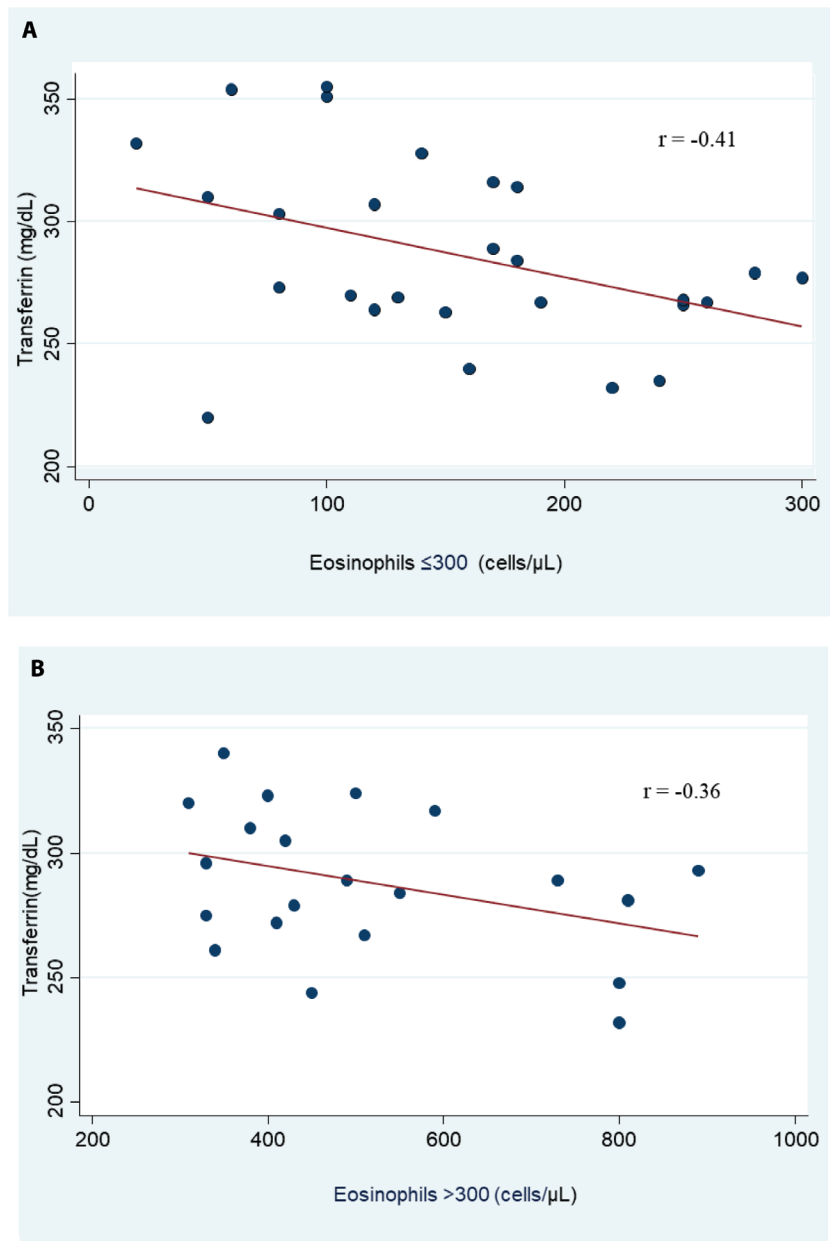 A
350
300
250
200
Transferrin (mg/dL)
r = -0.41
0 100 200 300
Eosinophils ≤300 (cells/µL)
B
350
300
250
200
Transferrin(mg/dL)
r = -0.36
200 400 600 800 1000
Eosinophils >300 (cells/µL)